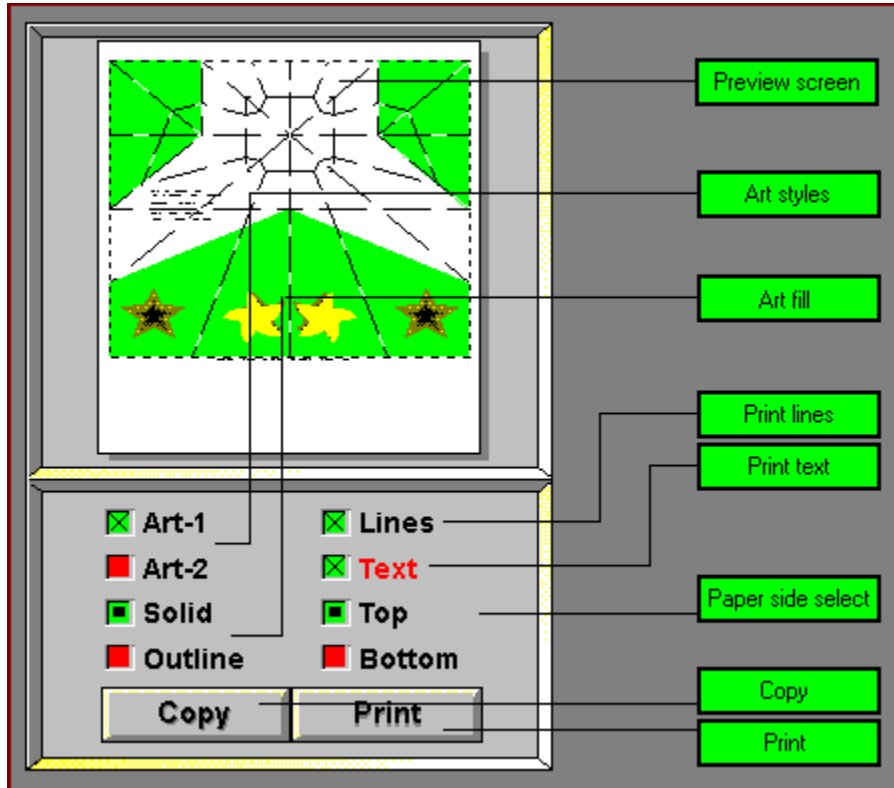 Preview screen
Art styles
Art fill
Print lines
Print text
Art-1
Lines
Art-2
Text
Solid
Top
Paper side select
Outline
Bottom
Copy
Print
Copy
Print